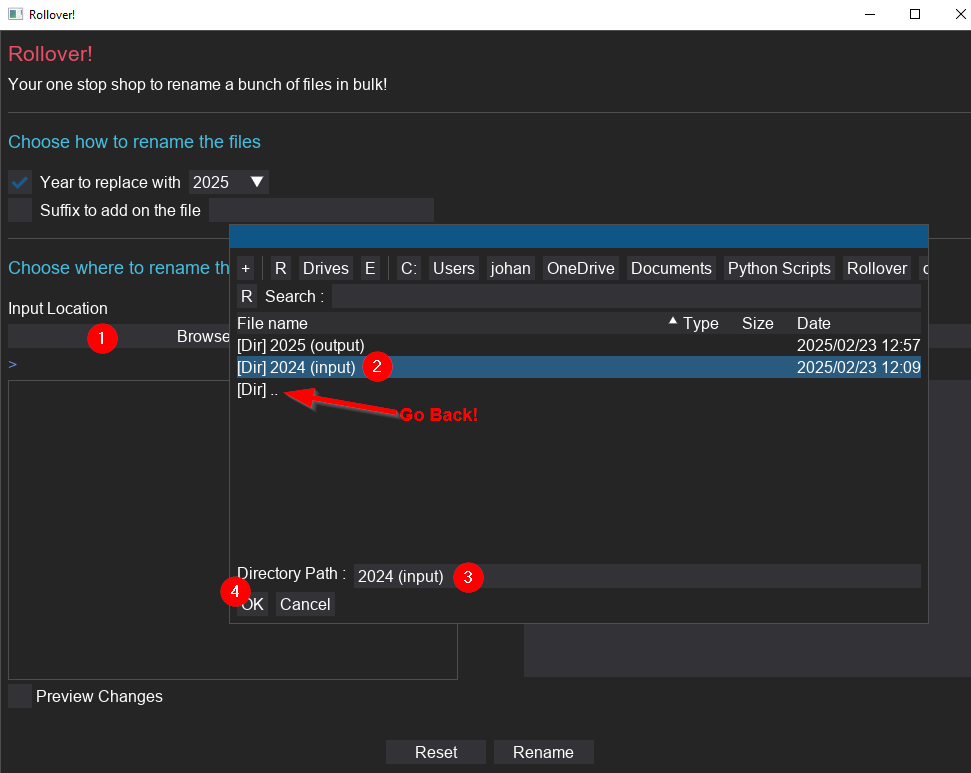 Rollover!
Rollover!
Your one stop shop to rename a bunch of files in bulk!
Choose how to rename the files
Year to replace with 2025
Suffix to add on the file
Choose where to rename th
+ R Drives E C: Users johan OneDrive Documents Python Scripts Rollover
R Search :
Input Location
File name Type Size Date
1 Browse
[Dir] 2025 (output) 2025/02/23 12:57
>
[Dir] 2024 (input) 2 2025/02/23 12:09
[Dir] ..
Go Back!
Directory Path : 2024 (input) 3
4 OK Cancel
Preview Changes
Reset Rename